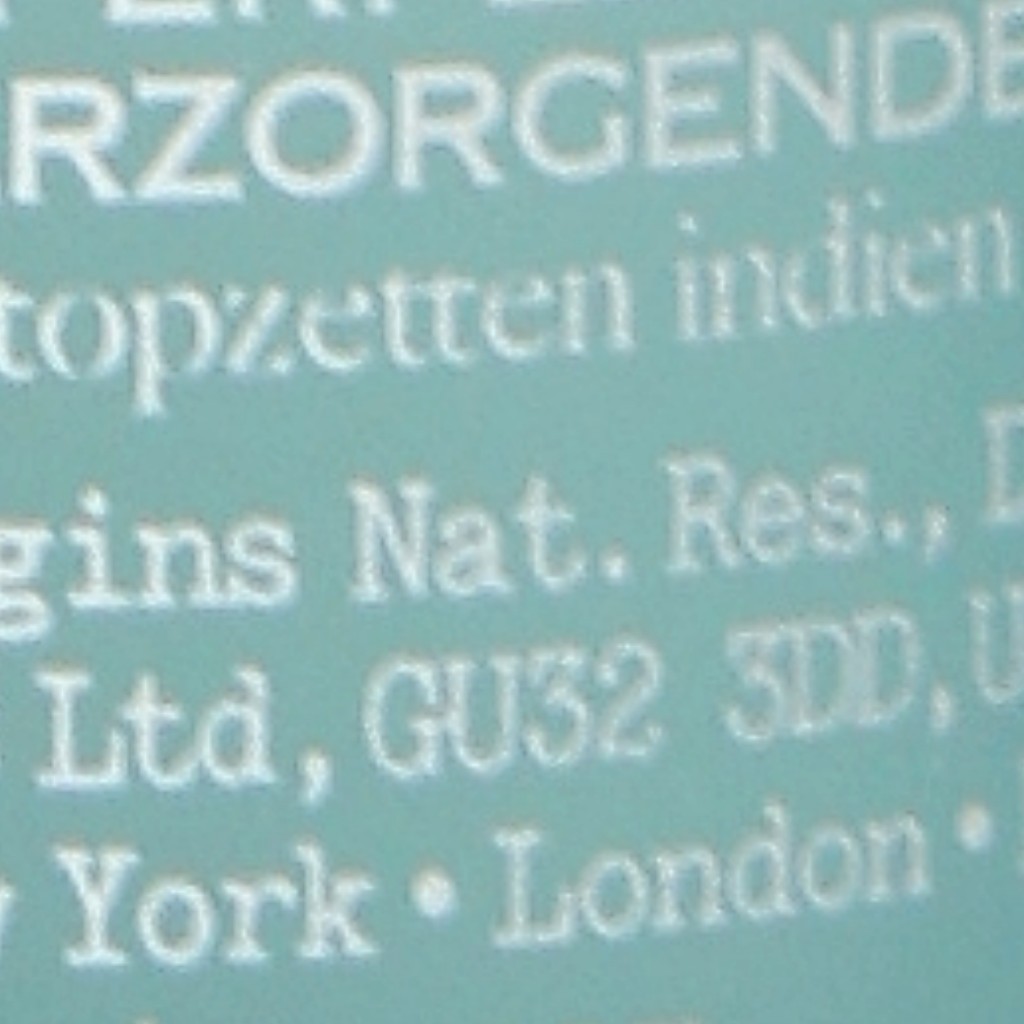 RZORGENDE
topzetten indien
gins Nat. Res.,
Ltd, GU32 3DD,
York • London •